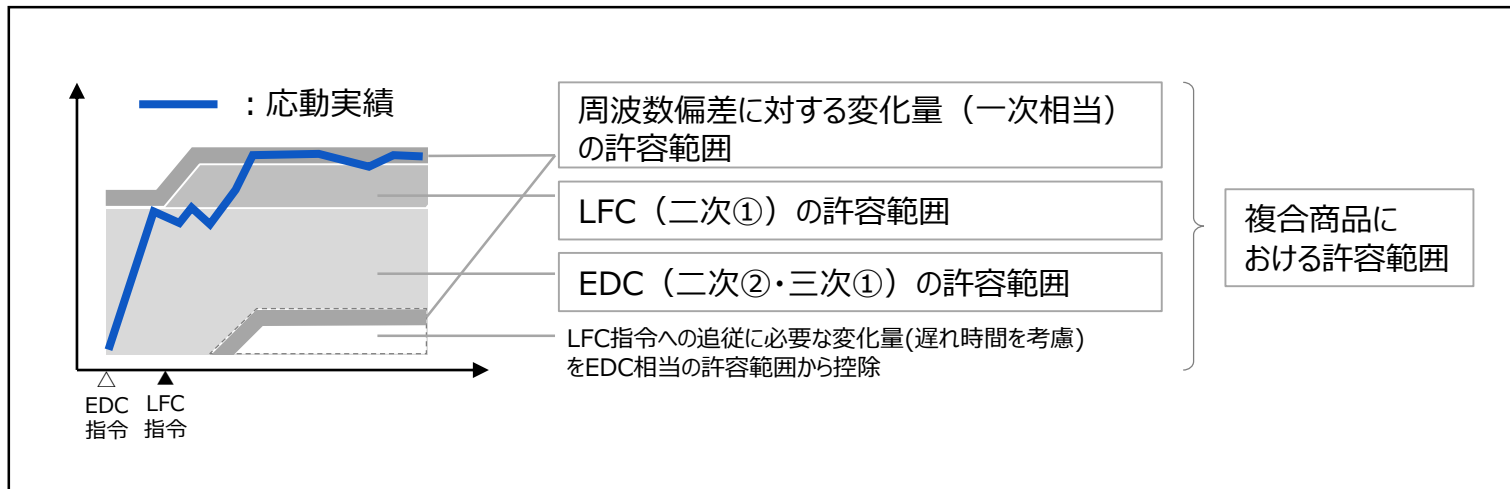 ：応動実績
周波数偏差に対する変化量（一次相当）
の許容範囲
LFC（二次①）の許容範囲
EDC（二次②・三次①）の許容範囲
LFC指令への追従に必要な変化量(遅れ時間を考慮)
をEDC相当の許容範囲から控除
複合商品に
おける許容範囲
△
EDC
指令
▲
LFC
指令